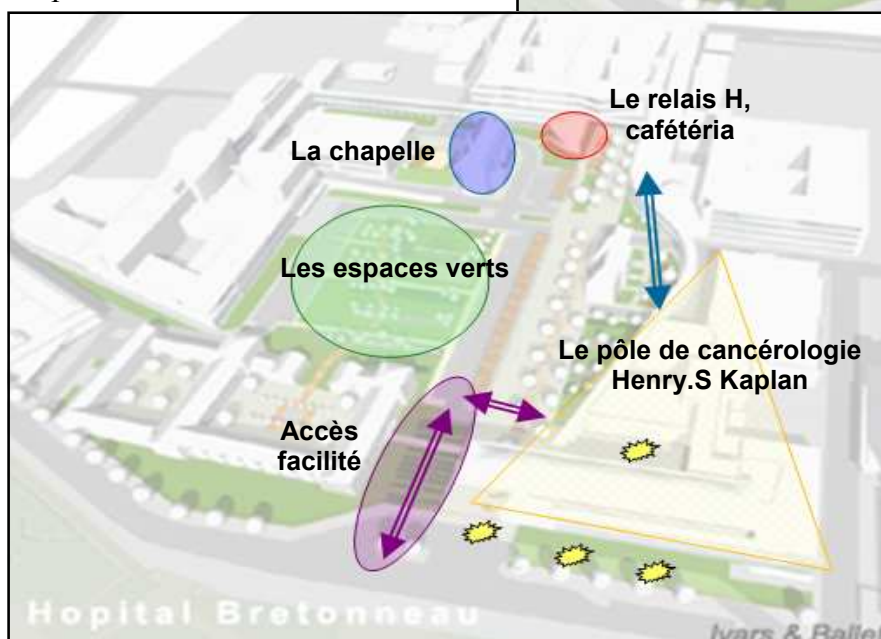 Le relais H,
cafétéria
La chapelle
Les espaces verts
Le pôle de cancérologie
Henry.S Kaplan
Accès
facilité
Hopital Bretonneau
Ivars & Ballet